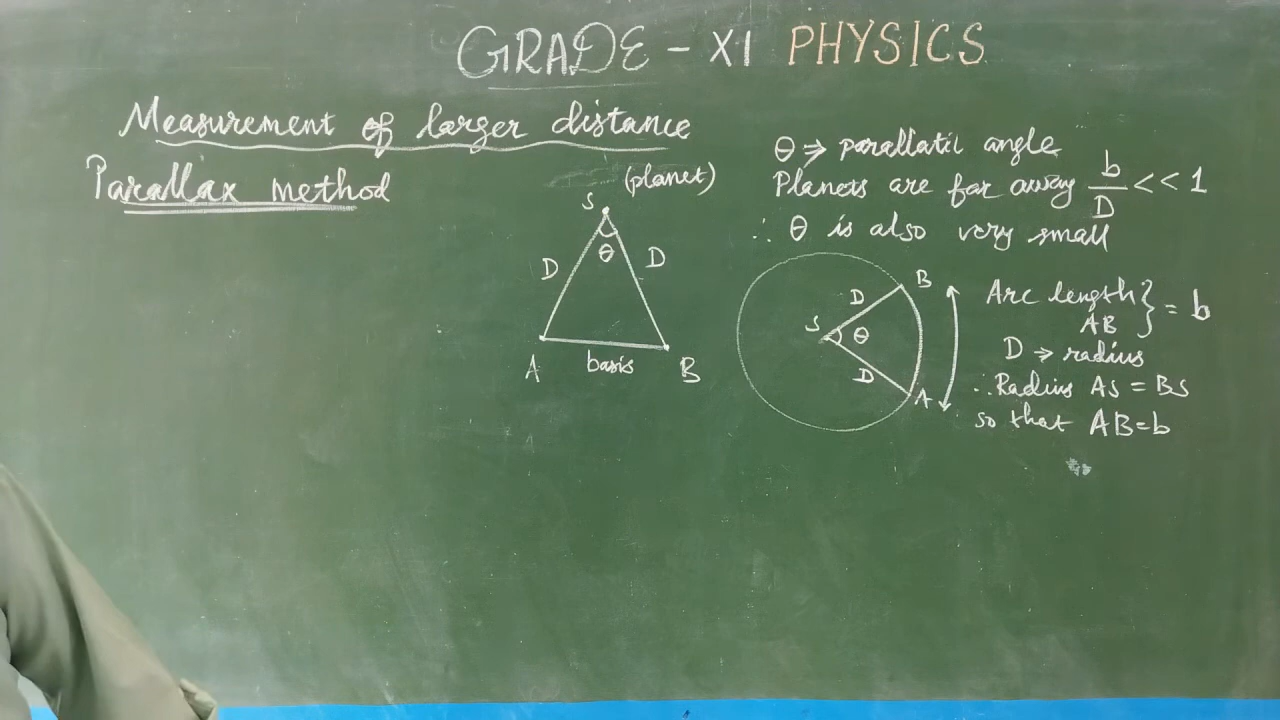 GRADE - XI PHYSICS
Measurement of larger distance
Parallax method
(planet)
S
θ
D D
A basis B
θ ⇒ parallatic angle
Planets are far away b/D << 1
∴ θ is also very small
B
D
S θ
D
A
Arc length AB } = b
D → radius
∴ Radius AS = BS
so that AB = b